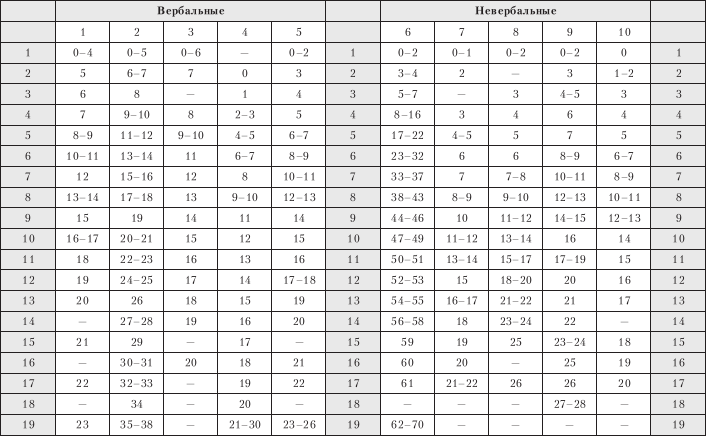 Вербальные Невербальные
1 2 3 4 5 6 7 8 9 10
1 0–4 0–5 0–6 — 0–2 1 0–2 0–1 0–2 0–2 0 1
2 5 6–7 7 0 3 2 3–4 2 — 3 1–2 2
3 6 8 — 1 4 3 5–7 — 3 4–5 3 3
4 7 9–10 8 2–3 5 4 8–16 3 4 6 4 4
5 8–9 11–12 9–10 4–5 6–7 5 17–22 4–5 5 7 5 5
6 10–11 13–14 11 6–7 8–9 6 23–32 6 6 8–9 6–7 6
7 12 15–16 12 8 10–11 7 33–37 7 7–8 10–11 8–9 7
8 13–14 17–18 13 9–10 12–13 8 38–43 8–9 9–10 12–13 10–11 8
9 15 19 14 11 14 9 44–46 10 11–12 14–15 12–13 9
10 16–17 20–21 15 12 15 10 47–49 11–12 13–14 16 14 10
11 18 22–23 16 13 16 11 50–51 13–14 15–17 17–19 15 11
12 19 24–25 17 14 17–18 12 52–53 15 18–20 20 16 12
13 20 26 18 15 19 13 54–55 16–17 21–22 21 17 13
14 — 27–28 19 16 20 14 56–58 18 23–24 22 — 14
15 21 29 — 17 — 15 59 19 25 23–24 18 15
16 — 30–31 20 18 21 16 60 20 — 25 19 16
17 22 32–33 — 19 22 17 61 21–22 26 26 20 17
18 — 34 — 20 — 18 — — — 27–28 — 18
19 23 35–38 — 21–30 23–26 19 62–70 — — — — 19